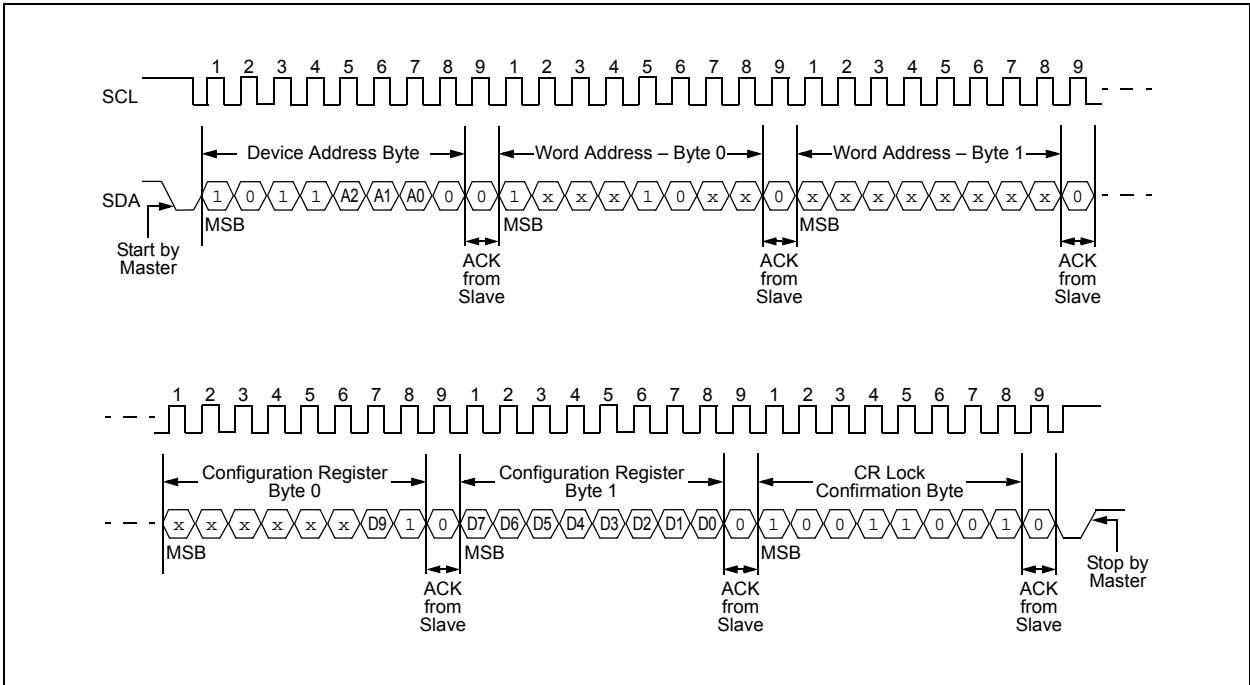 1 2 3 4 5 6 7 8 9 1 2 3 4 5 6 7 8 9 1 2 3 4 5 6 7 8 9
SCL
Device Address Byte
Word Address – Byte 0
Word Address – Byte 1
SDA
1 0 1 1 A2 A1 A0 0 0 1 x x x 1 0 x x 0 x x x x x x x x 0
MSB
MSB
MSB
Start by
Master
ACK
from
Slave
ACK
from
Slave
ACK
from
Slave
1 2 3 4 5 6 7 8 9 1 2 3 4 5 6 7 8 9 1 2 3 4 5 6 7 8 9
Configuration Register
Byte 0
Configuration Register
Byte 1
CR Lock
Confirmation Byte
x x x x x x D9 1 0 D7 D6 D5 D4 D3 D2 D1 D0 0 1 0 0 1 1 0 0 1 0
MSB
MSB
MSB
Stop by
Master
ACK
from
Slave
ACK
from
Slave
ACK
from
Slave